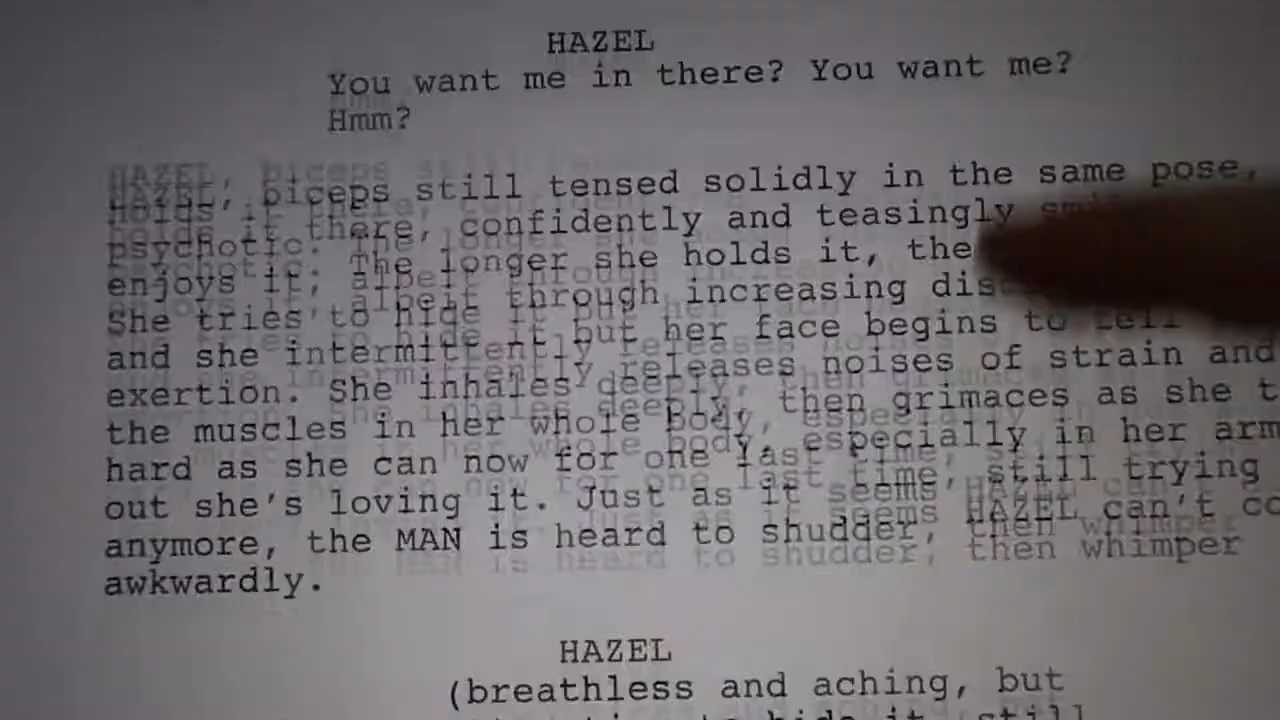 HAZEL
You want me in there? You want me?
Hmm?
HAZEL, biceps still tensed solidly in the same pose,
holds it there, confidently and teasingly
psychotic. The longer she holds it, the
enjoys it, albeit through increasing
She tries to hide it but her face begins to tell
and she intermittently releases noises of strain and
exertion. She inhales deeply, then grimaces as she
the muscles in her whole body, especially in her
hard as she can now for one last time, still trying
out she's loving it. Just as it seems HAZEL can't
anymore, the MAN is heard to shudder, then whimper
awkwardly.
HAZEL
(breathless and aching, but
to hide it, still